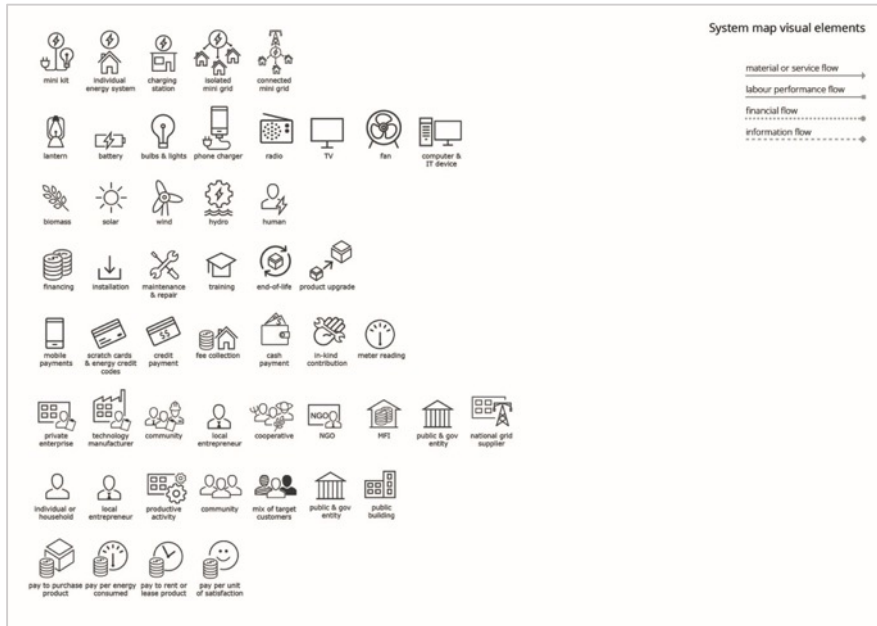 System map visual elements
material or service flow
labour performance flow
financial flow
information flow
mini kit
individual
energy system
charging
station
isolated
mini grid
connected
mini grid
lantern
battery
bulbs & lights
phone charger
radio
TV
fan
computer &
IT device
biomass
solar
wind
hydro
human
financing
installation
maintenance
& repair
training
end-of-life
product upgrade
mobile
payments
scratch cards
& energy credit
codes
$$
credit
payment
fee collection
cash
payment
in-kind
contribution
meter reading
private
enterprise
technology
manufacturer
community
local
entrepreneur
cooperative
NGO
NGO
MFI
public & gov
entity
national grid
supplier
individual or
household
local
entrepreneur
productive
activity
community
mix of target
customers
public & gov
entity
public
building
pay to purchase
product
pay per energy
consumed
pay to rent or
lease product
pay per unit
of satisfaction